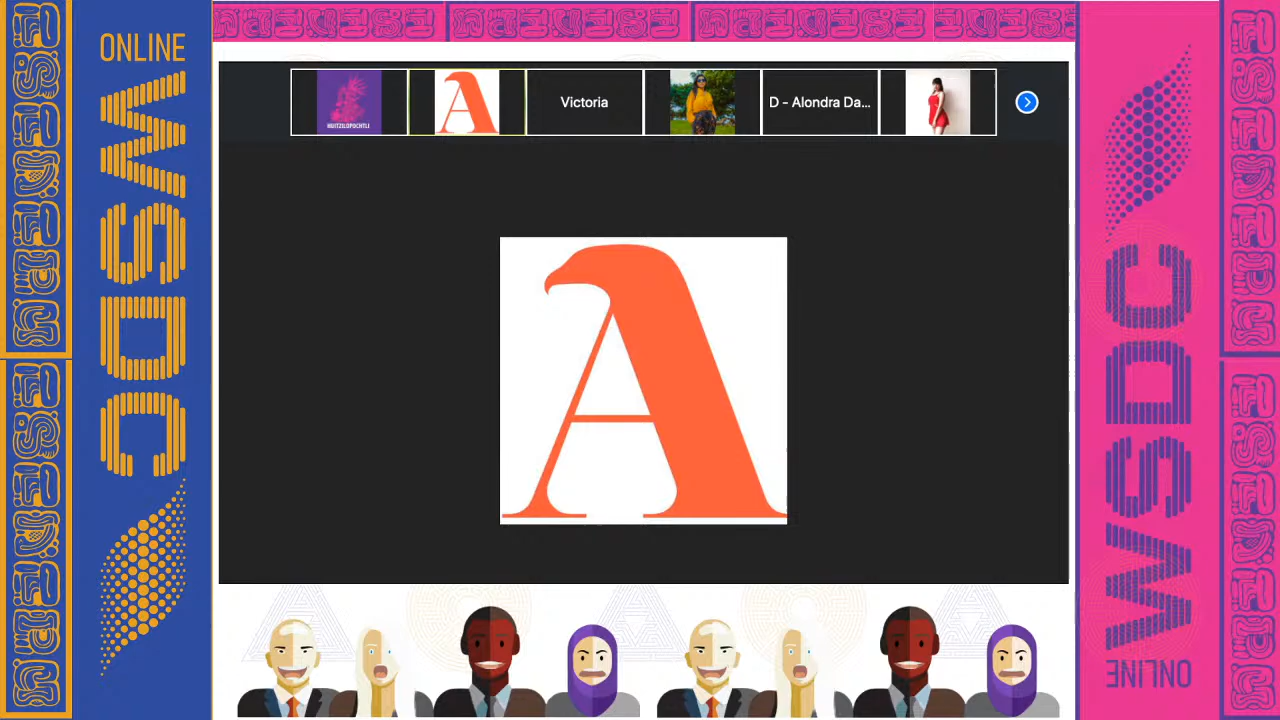 ONLINE
WSDC
HUITZILOPOCHTLI
A
Victoria
D - Alondra Da...
A
WSDC
ONLINE